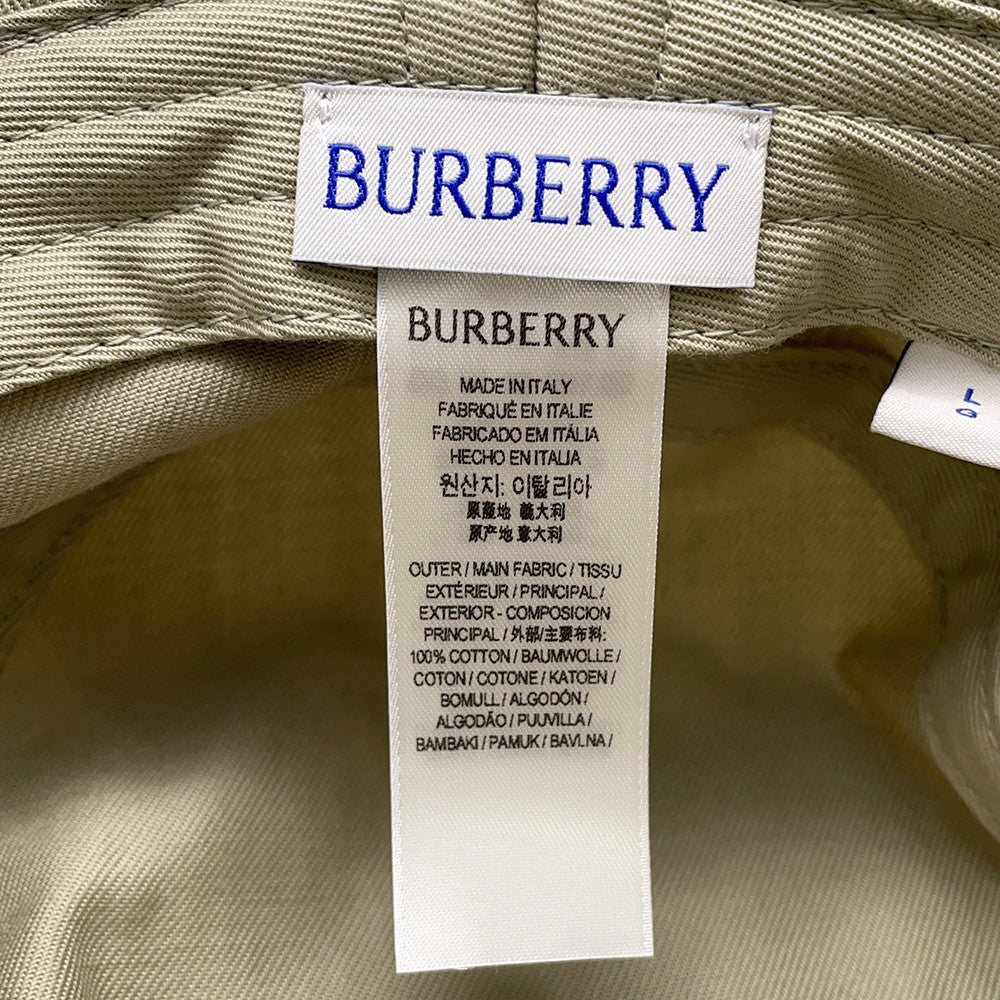 BURBERRY
BURBERRY
MADE IN ITALY
FABRIQUÉ EN ITALIE
FABRICADO EM ITÁLIA
HECHO EN ITALIA
원산지: 이탈리아
原產地 義大利
原产地 意大利
OUTER / MAIN FABRIC / TISSU
EXTÉRIEUR / PRINCIPAL /
EXTERIOR - COMPOSICION
PRINCIPAL / 外部/主要布料:
100% COTTON / BAUMWOLLE /
COTON / COTONE / KATOEN /
BOMULL / ALGODÓN /
ALGODÃO / PUUVILLA /
BAMBAKI / PAMUK / BAVLNA /
L